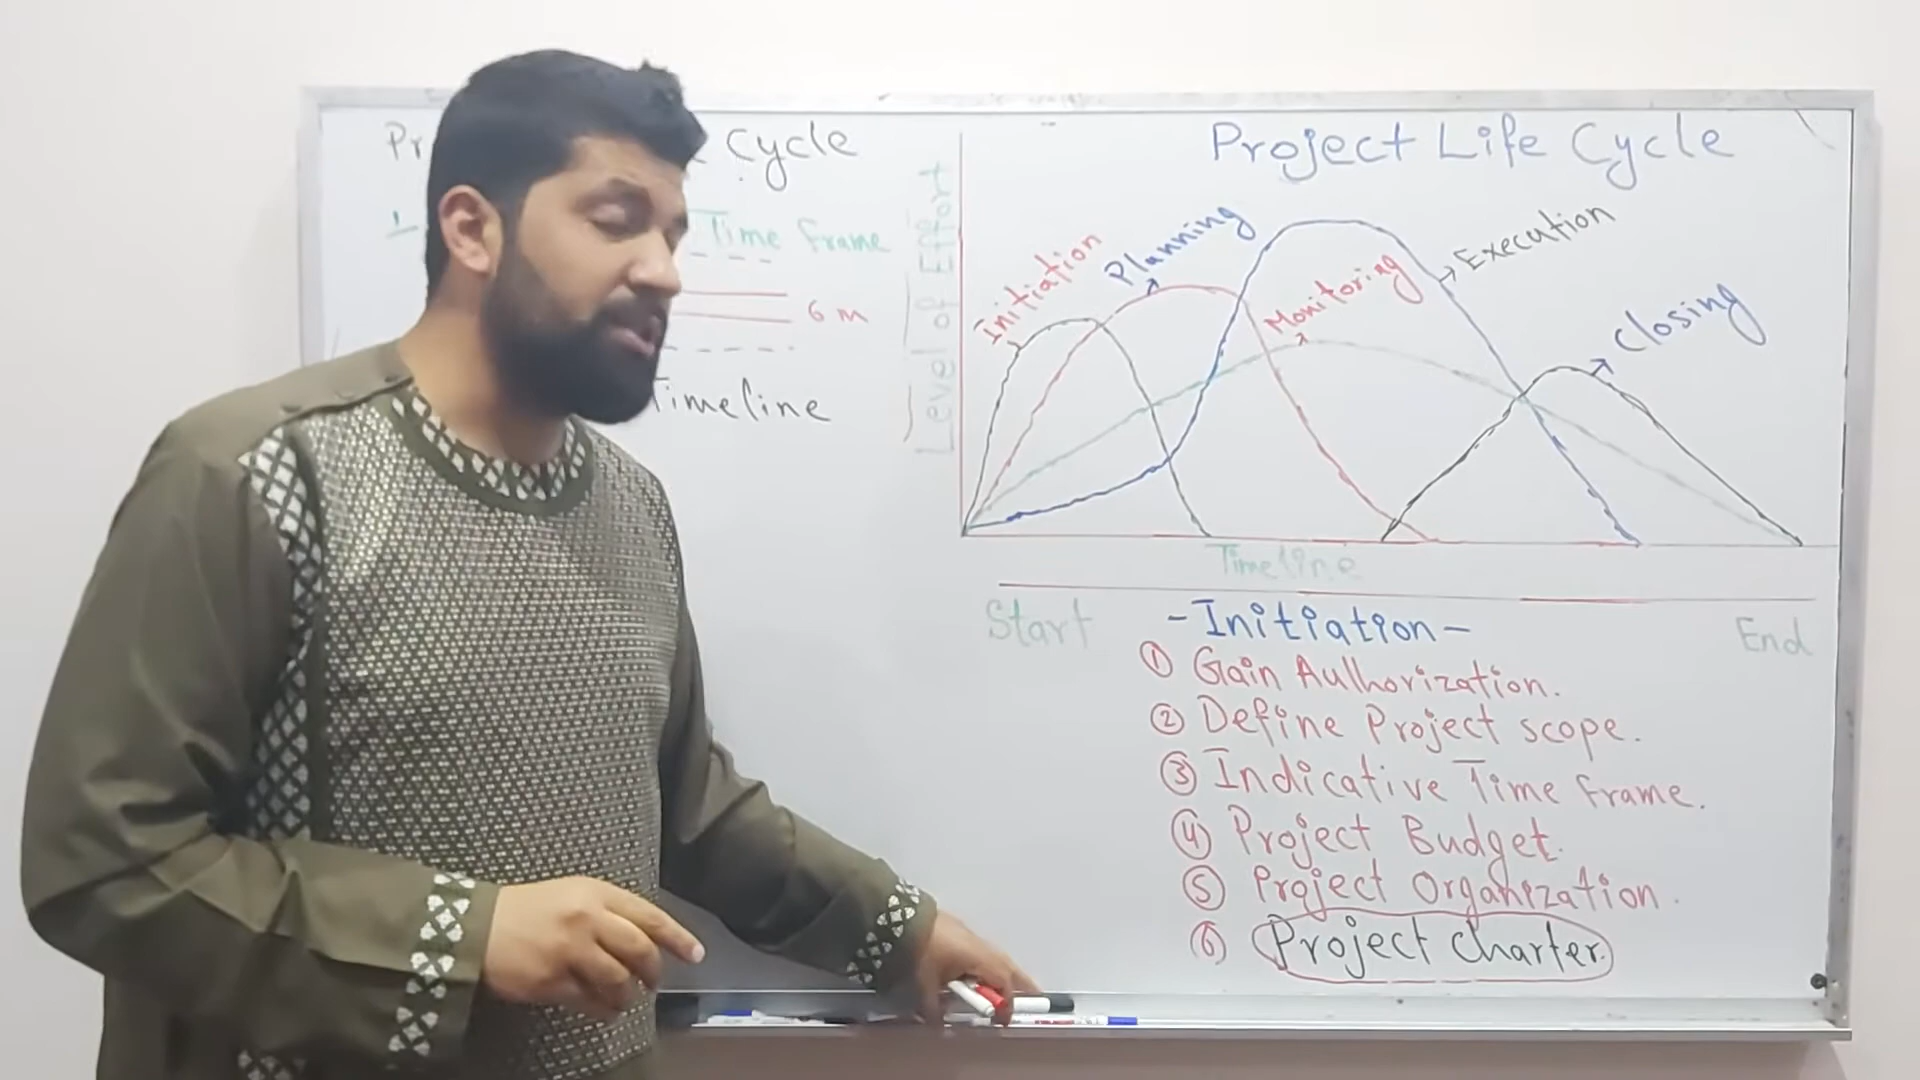 Cycle
1 Time frame
6 m
Timeline
Project Life Cycle
Level of Effort
Initiation
Planning
Monitoring
Execution
Closing
Timeline
Start
End
- Initiation -
① Gain Authorization.
② Define Project scope.
③ Indicative Time frame.
④ Project Budget.
⑤ Project Organization.
⑥ Project Charter.